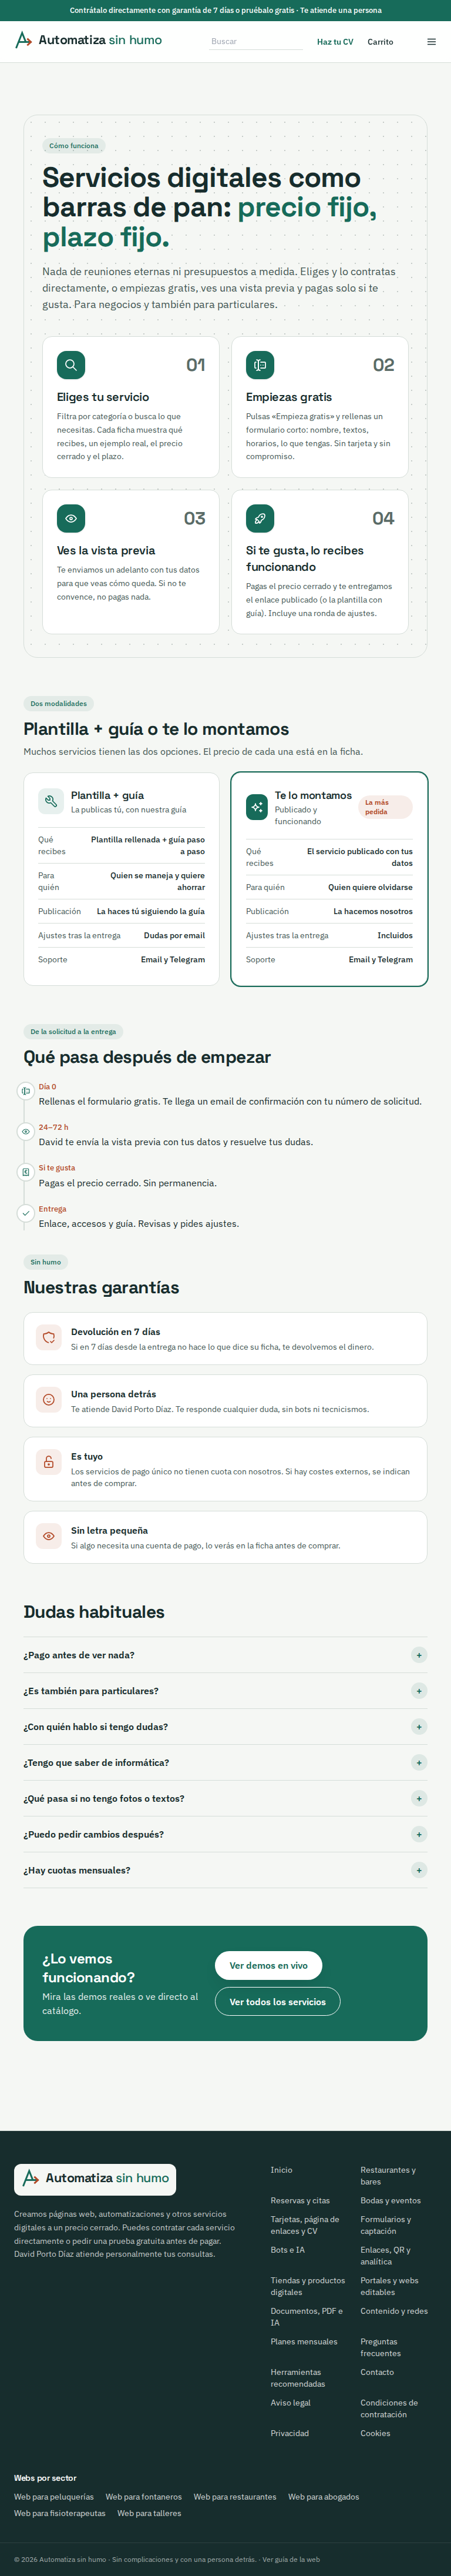 Contrátalo directamente con garantía de 7 días o pruébalo gratis · Te atiende una persona
Automatiza sin humo
Buscar
Haz tu CV
Carrito
Cómo funciona
Servicios digitales como
barras de pan: precio fijo,
plazo fijo.
Nada de reuniones eternas ni presupuestos a medida. Eliges y lo contratas
directamente, o empiezas gratis, ves una vista previa y pagas solo si te
gusta. Para negocios y también para particulares.
01
Eliges tu servicio
Filtra por categoría o busca lo que
necesitas. Cada ficha muestra qué
recibes, un ejemplo real, el precio
cerrado y el plazo.
02
Empiezas gratis
Pulsas «Empieza gratis» y rellenas un
formulario corto: nombre, textos,
horarios, lo que tengas. Sin tarjeta y sin
compromiso.
03
Ves la vista previa
Te enviamos un adelanto con tus datos
para que veas cómo queda. Si no te
convence, no pagas nada.
04
Si te gusta, lo recibes
funcionando
Pagas el precio cerrado y te entregamos
el enlace publicado (o la plantilla con
guía). Incluye una ronda de ajustes.
Dos modalidades
Plantilla + guía o te lo montamos
Muchos servicios tienen las dos opciones. El precio de cada una está en la ficha.
Plantilla + guía
La publicas tú, con nuestra guía
Qué recibes
Plantilla rellenada + guía paso a paso
Para quién
Quien se maneja y quiere ahorrar
Publicación
La haces tú siguiendo la guía
Ajustes tras la entrega
Dudas por email
Soporte
Email y Telegram
Te lo montamos
Publicado y funcionando
La más pedida
Qué recibes
El servicio publicado con tus datos
Para quién
Quien quiere olvidarse
Publicación
La hacemos nosotros
Ajustes tras la entrega
Incluidos
Soporte
Email y Telegram
De la solicitud a la entrega
Qué pasa después de empezar
Día 0
Rellenas el formulario gratis. Te llega un email de confirmación con tu número de solicitud.
24–72 h
David te envía la vista previa con tus datos y resuelve tus dudas.
Si te gusta
Pagas el precio cerrado. Sin permanencia.
Entrega
Enlace, accesos y guía. Revisas y pides ajustes.
Sin humo
Nuestras garantías
Devolución en 7 días
Si en 7 días desde la entrega no hace lo que dice su ficha, te devolvemos el dinero.
Una persona detrás
Te atiende David Porto Díaz. Te responde cualquier duda, sin bots ni tecnicismos.
Es tuyo
Los servicios de pago único no tienen cuota con nosotros. Si hay costes externos, se indican
antes de comprar.
Sin letra pequeña
Si algo necesita una cuenta de pago, lo verás en la ficha antes de comprar.
Dudas habituales
¿Pago antes de ver nada?
+
¿Es también para particulares?
+
¿Con quién hablo si tengo dudas?
+
¿Tengo que saber de informática?
+
¿Qué pasa si no tengo fotos o textos?
+
¿Puedo pedir cambios después?
+
¿Hay cuotas mensuales?
+
¿Lo vemos
funcionando?
Mira las demos reales o ve directo al
catálogo.
Ver demos en vivo
Ver todos los servicios
Automatiza sin humo
Creamos páginas web, automatizaciones y otros servicios
digitales a un precio cerrado. Puedes contratar cada servicio
directamente o pedir una prueba gratuita antes de pagar.
David Porto Díaz atiende personalmente tus consultas.
Inicio
Restaurantes y bares
Reservas y citas
Bodas y eventos
Tarjetas, página de enlaces y CV
Formularios y captación
Bots e IA
Enlaces, QR y analítica
Tiendas y productos digitales
Portales y webs editables
Documentos, PDF e IA
Contenido y redes
Planes mensuales
Preguntas frecuentes
Herramientas recomendadas
Contacto
Aviso legal
Condiciones de contratación
Privacidad
Cookies
Webs por sector
Web para peluquerías
Web para fontaneros
Web para restaurantes
Web para abogados
Web para fisioterapeutas
Web para talleres
© 2026 Automatiza sin humo · Sin complicaciones y con una persona detrás. · Ver guía de la web